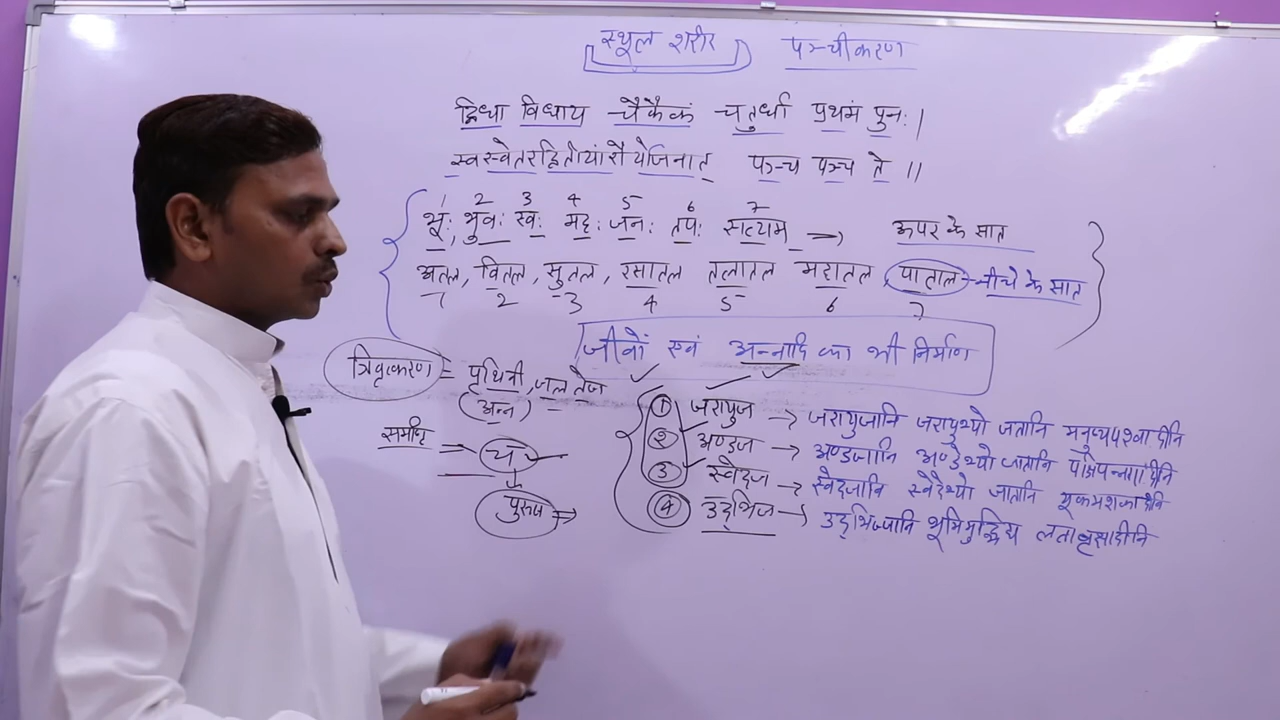 स्थूल शरीर पञ्चीकरण
द्विधा विधाय चैकैकं चतुर्धा प्रथमं पुनः।
स्वस्वेतरद्वितीयांशैर्योजनात् पञ्च पञ्च ते ॥
1 2 3 4 5 6 7
भूः, भुवः स्वः महः जनः तपः सत्यम् → ऊपर के सात
अतल, वितल, सुतल, रसातल तलातल महातल पाताल - नीचे के सात
1 2 3 4 5 6 7
जीवों एवं अन्नादि का भी निर्माण
त्रिवृत्करण = पृथिवी, जल तेज
(अन्न)
① जरायुज → जरायुजानि जरायुभ्यो जातानि मनुष्यपश्वादीनि
② अण्डज → अण्डजानि अण्डेभ्यो जातानि पक्षिपन्नगादीनि
③ स्वेदज → स्वेदजानि स्वेदेभ्यो जातानि यूकमशकादीनि
④ उद्भिज → उद्भिज्जानि भूमिमुद्भिद्य लतावृक्षादीनि
समष्टि
पुरुष ⇒